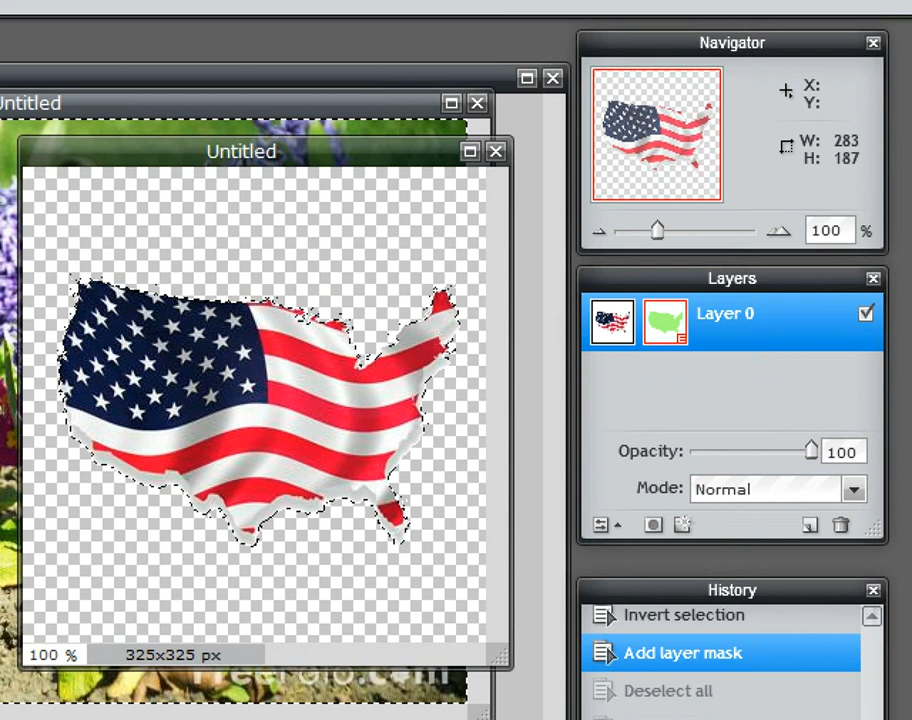 Navigator
X:
Y:
W: 283
H: 187
100 %
Untitled
Untitled
100 % 325x325 px
Layers
Layer 0
Opacity: 100
Mode: Normal
History
Invert selection
Add layer mask
Deselect all